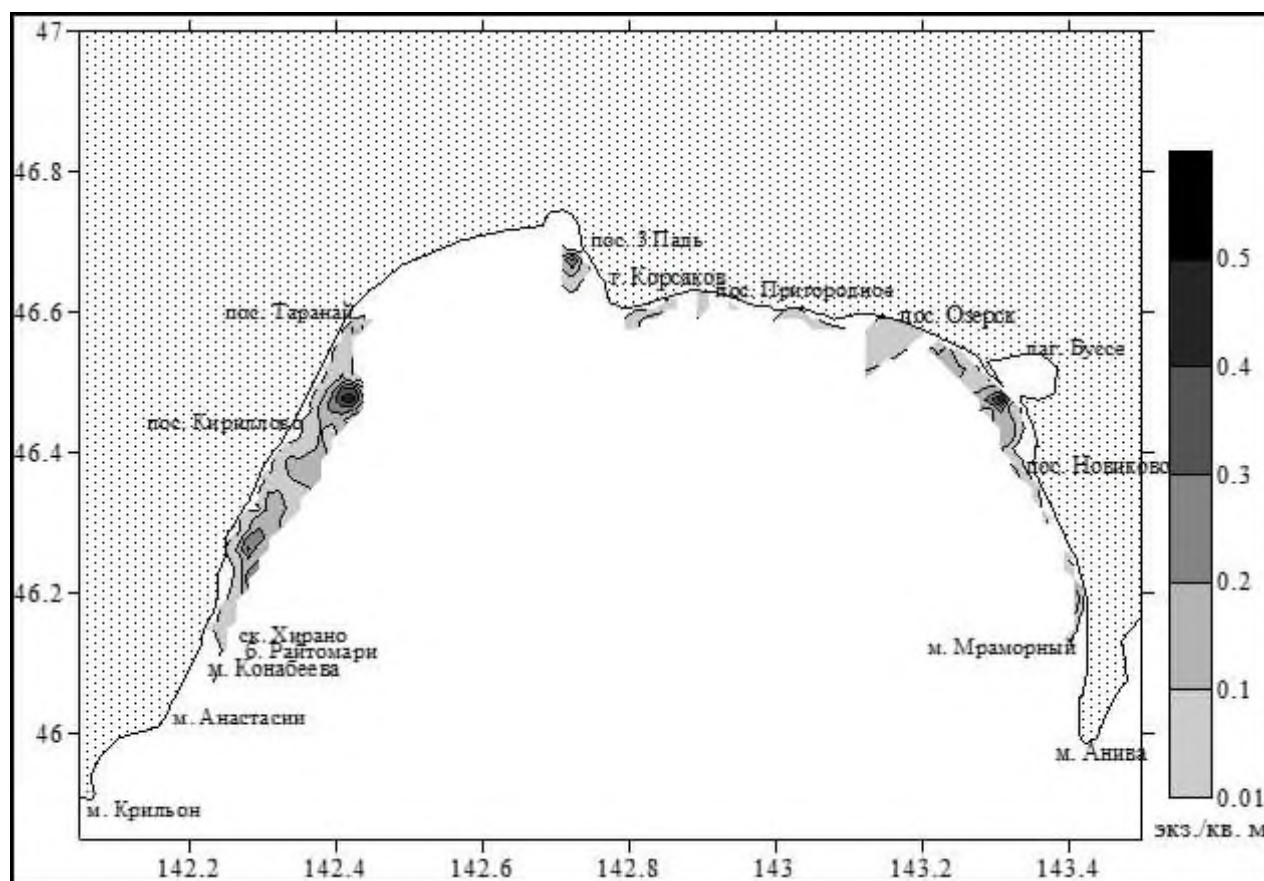 47
46.8
46.6
46.4
46.2
46
пос. 3 Падь
г. Корсаков
пос. Пригородное
пос. Таранай
пос. Озерск
лаг. Буссе
пос. Кириллово
пос. Новиково
ск. Хирано
б. Райтомари
м. Конабеева
м. Мраморный
м. Анастасии
м. Анива
м. Крильон
0.5
0.4
0.3
0.2
0.1
0.01
экз./кв. м
142.2 142.4 142.6 142.8 143 143.2 143.4